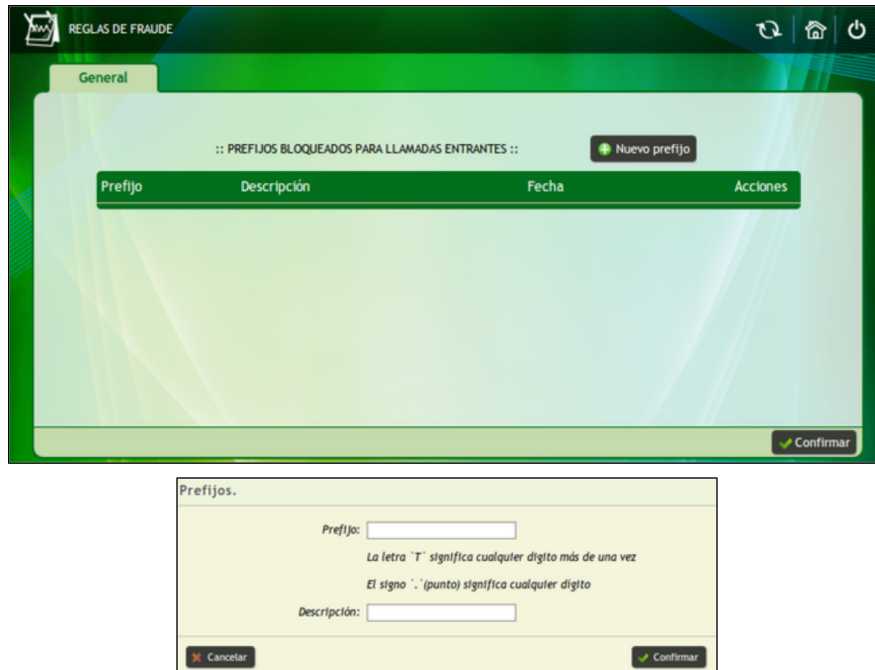 REGLAS DE FRAUDE
General
:: PREFIJOS BLOQUEADOS PARA LLAMADAS ENTRANTES ::
Nuevo prefijo
Prefijo Descripción Fecha Acciones
Confirmar
Prefijos.
Prefijo:
La letra `T` significa cualquier digito más de una vez
El signo `.`(punto) significa cualquier digito
Descripción:
Cancelar Confirmar